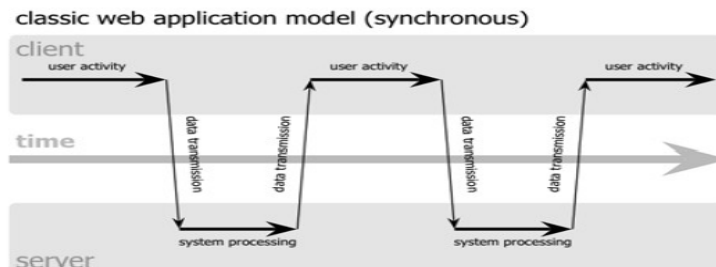 classic web application model (synchronous)
client
user activity
user activity
user activity
data transmission
data transmission
data transmission
data transmission
time
system processing
system processing
server